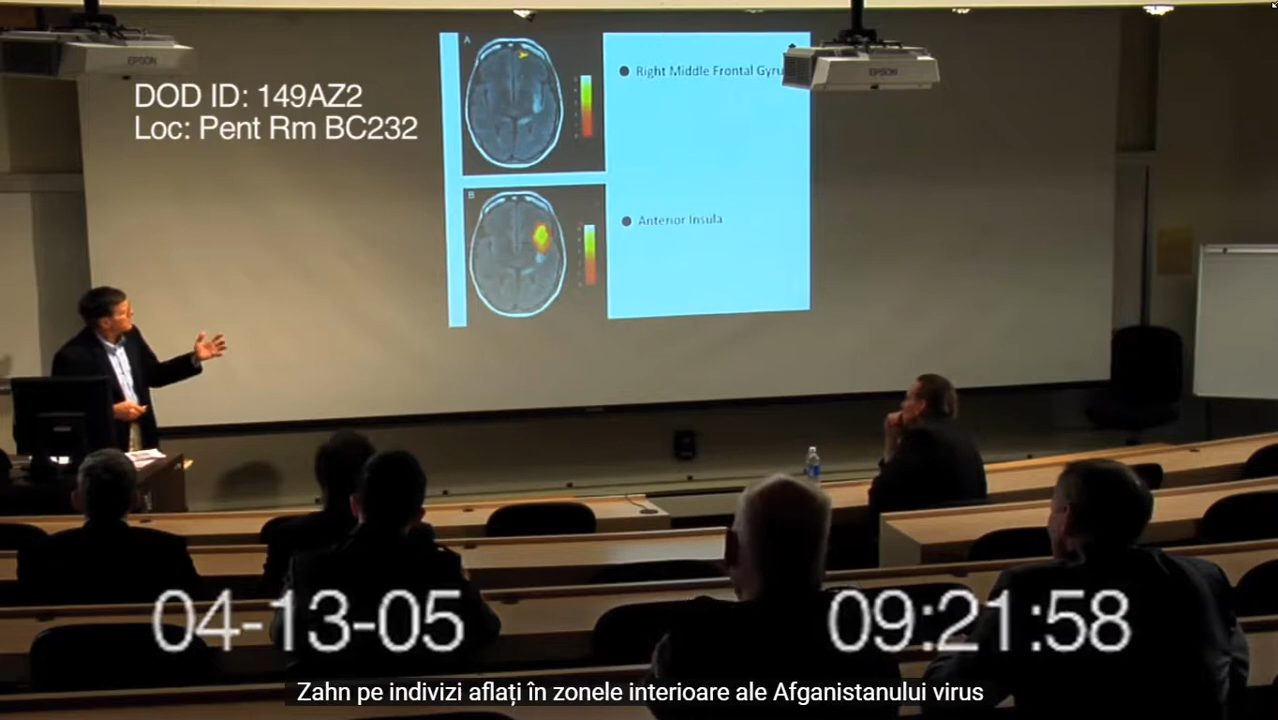 EPSON
EPSON
DOD ID: 149AZ2
Loc: Pent Rm BC232
A
Right Middle Frontal Gyru
B
Anterior Insula
04-13-05
09:21:58
Zahn pe indivizi aflați în zonele interioare ale Afganistanului virus